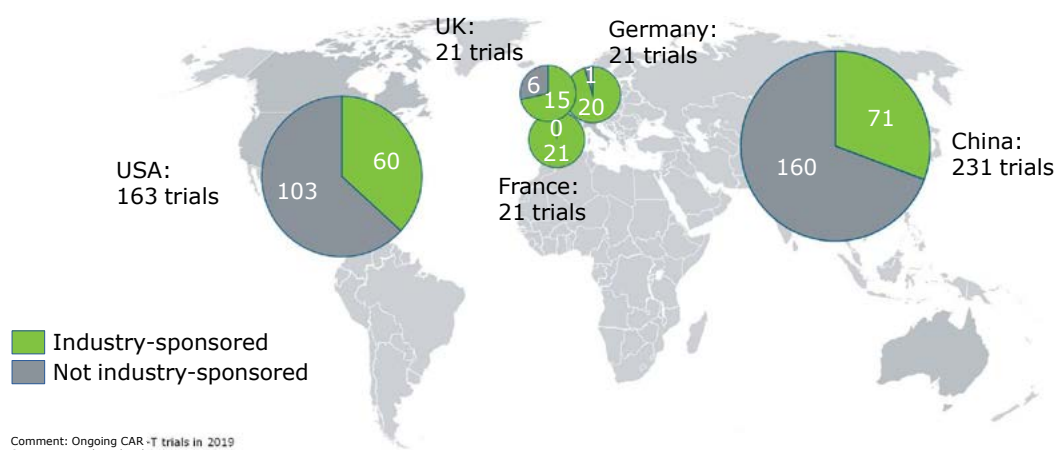 UK:
21 trials
6
15
Germany:
21 trials
1
20
0
21
France:
21 trials
USA:
163 trials
60
103
71
160
China:
231 trials
Industry-sponsored
Not industry-sponsored
Comment: Ongoing CAR -T trials in 2019